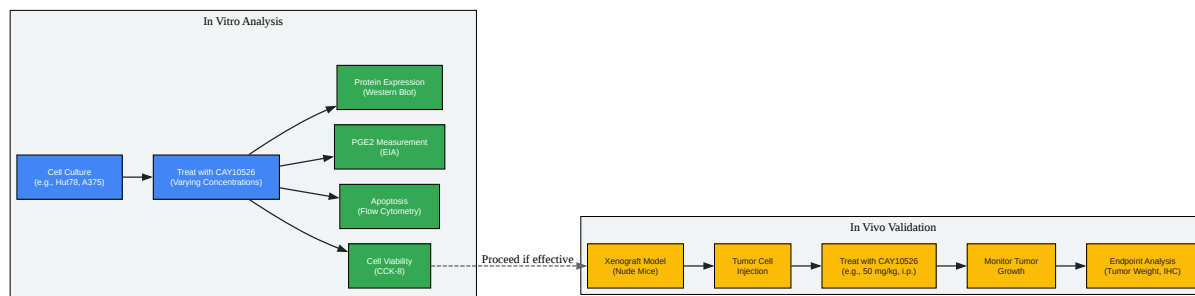 In Vitro Analysis
Protein Expression
(Western Blot)
PGE2 Measurement
(EIA)
Cell Culture
(e.g., Hut78, A375)
Treat with CAY10526
(Varying Concentrations)
Apoptosis
(Flow Cytometry)
Cell Viability
(CCK-8)
Proceed if effective
In Vivo Validation
Xenograft Model
(Nude Mice)
Tumor Cell
Injection
Treat with CAY10526
(e.g., 50 mg/kg, i.p.)
Monitor Tumor
Growth
Endpoint Analysis
(Tumor Weight, IHC)